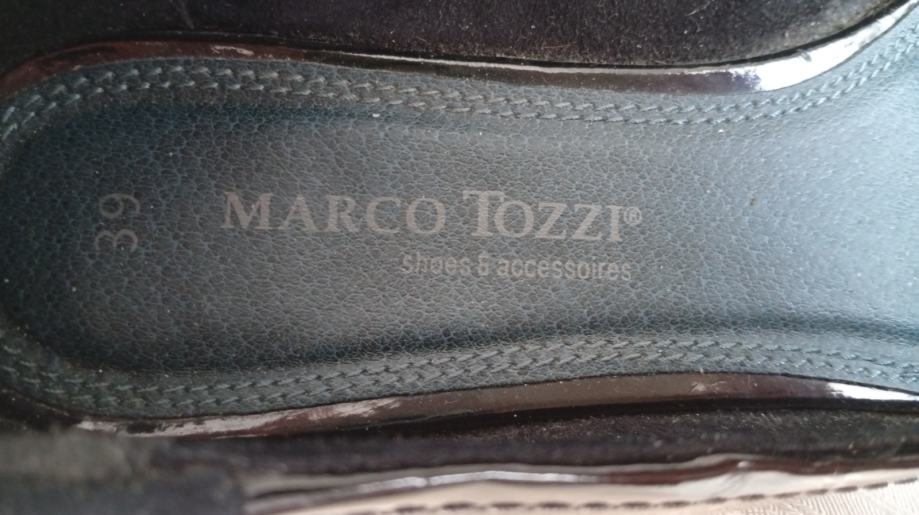 39
MARCO TOZZI®
shoes & accessoires